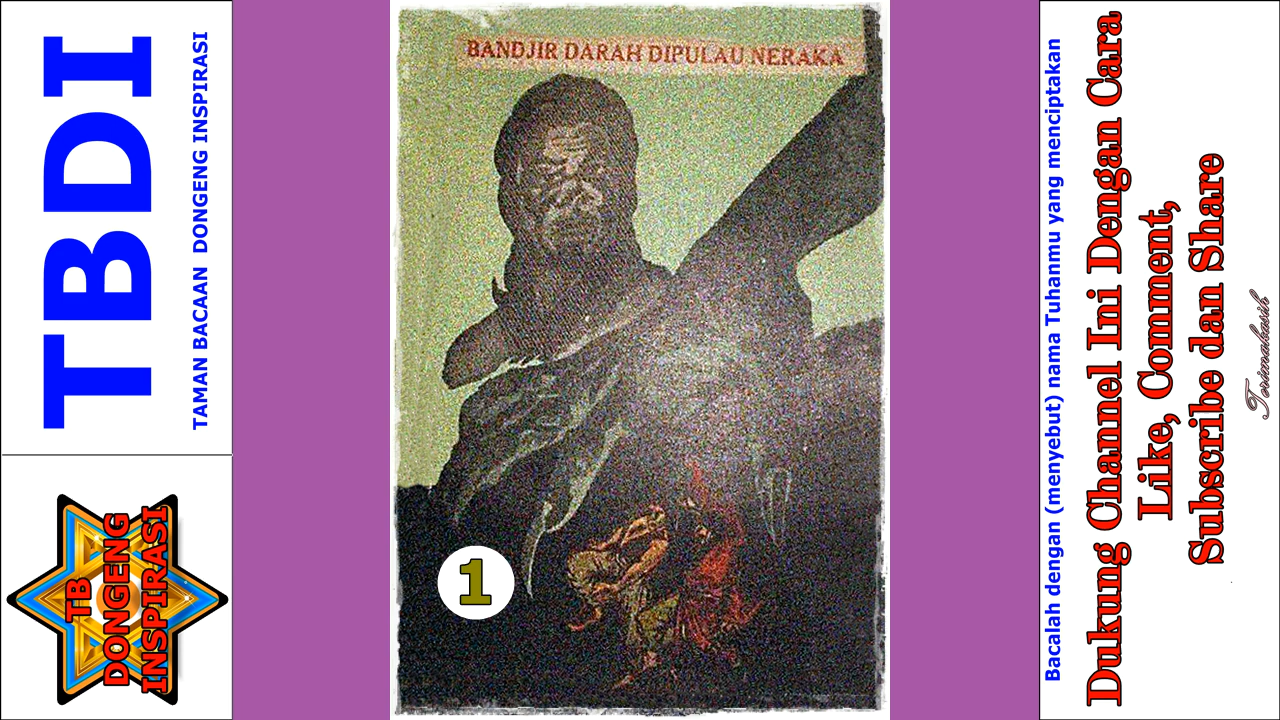 TBDI
TAMAN BACAAN DONGENG INSPIRASI
TB
DONGENG
INSPIRASI
BANDJIR DARAH DIPULAU NERAKA
1
Bacalah dengan (menyebut) nama Tuhanmu yang menciptakan
Dukung Channel Ini Dengan Cara
Like, Comment,
Subscribe dan Share
Terimakasih